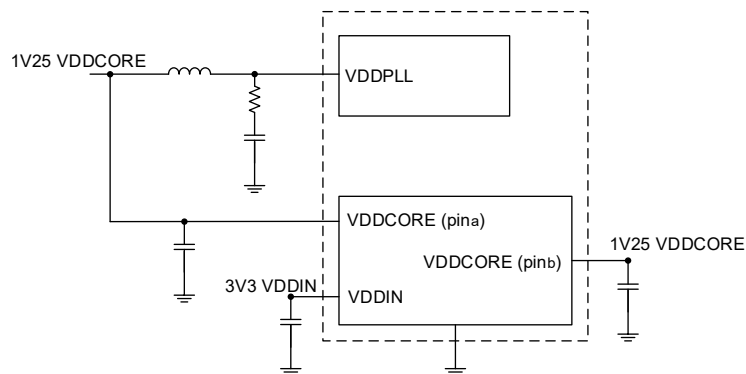 1V25 VDDCORE
VDDPLL
VDDCORE (pina)
1V25 VDDCORE
VDDCORE (pinb)
3V3 VDDIN
VDDIN